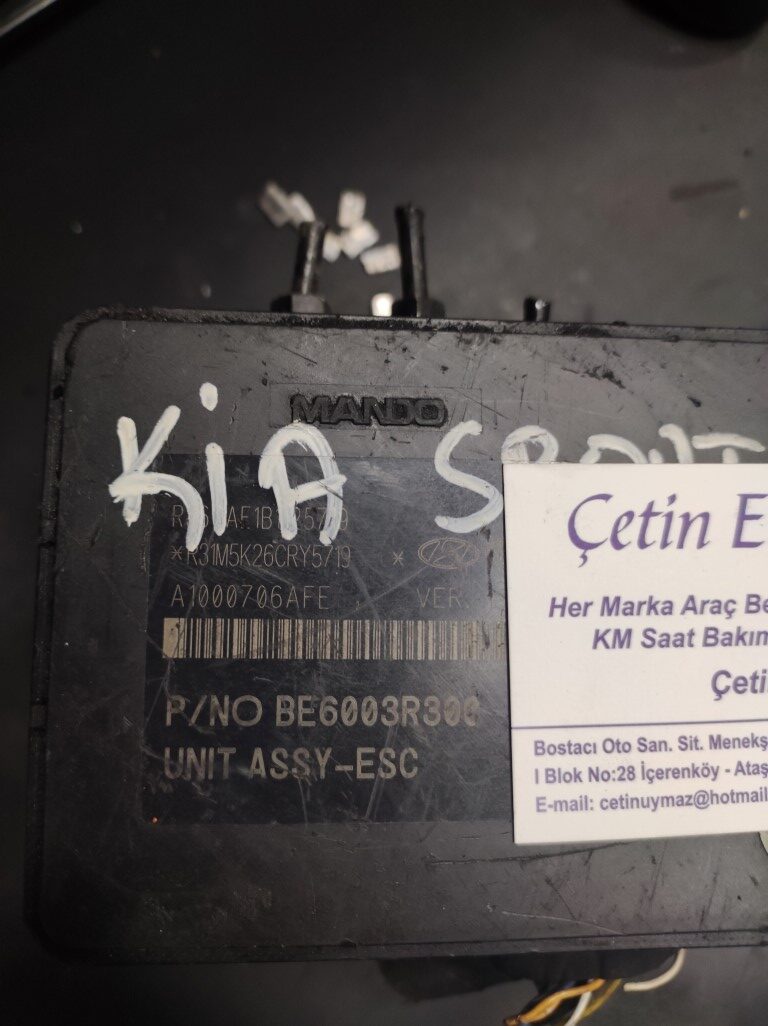 MANDO
KiA SPORT
*R31M5K26CRY5719 *
A1000706AFE , VER.
P/NO BE6003R300
UNIT ASSY-ESC
Çetin E
Her Marka Araç Be
KM Saat Bakım
Çeti
Bostacı Oto San. Sit. Menekş
I Blok No:28 İçerenköy - Ataş
E-mail: cetinuymaz@hotmail